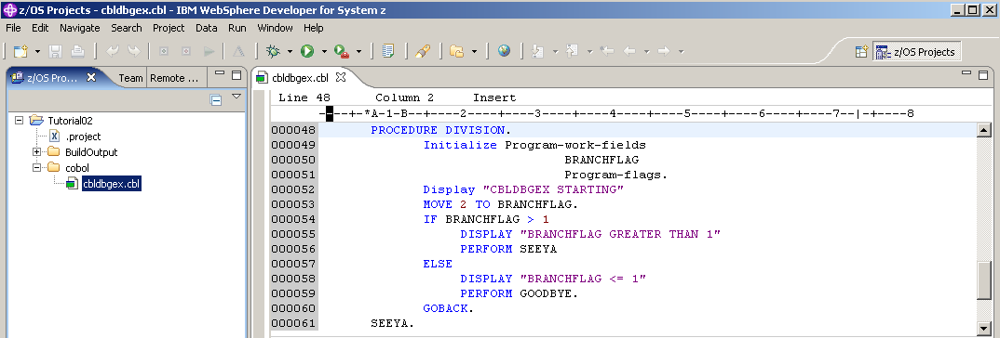 z/OS Projects - cbldbgex.cbl - IBM WebSphere Developer for System z
File Edit Navigate Search Project Data Run Window Help
z/OS Projects
z/OS Pro... Team Remote ...
cbldbgex.cbl
Line 48 Column 2 Insert
----+-*A-1-B--+----2----+----3----+----4----+----5----+----6----+----7--|-+----8
Tutorial02
.project
BuildOutput
cobol
cbldbgex.cbl
000048 PROCEDURE DIVISION.
000049 Initialize Program-work-fields
000050 BRANCHFLAG
000051 Program-flags.
000052 Display "CBLDBGEX STARTING"
000053 MOVE 2 TO BRANCHFLAG.
000054 IF BRANCHFLAG > 1
000055 DISPLAY "BRANCHFLAG GREATER THAN 1"
000056 PERFORM SEEYA
000057 ELSE
000058 DISPLAY "BRANCHFLAG <= 1"
000059 PERFORM GOODBYE.
000060 GOBACK.
000061 SEEYA.